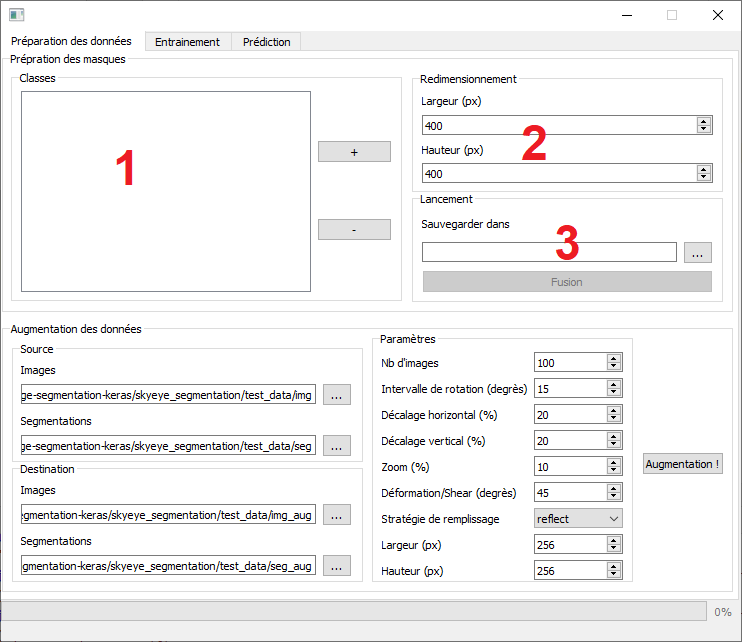 Préparation des données Entrainement Prédiction
Prépration des masques
Classes
1
+
-
Redimensionnement
Largeur (px)
400
2
Hauteur (px)
400
Lancement
Sauvegarder dans
3
...
Fusion
Augmentation des données
Source
Images
ge-segmentation-keras/skyeye_segmentation/test_data/img ...
Segmentations
ge-segmentation-keras/skyeye_segmentation/test_data/seg ...
Destination
Images
gmentation-keras/skyeye_segmentation/test_data/img_aug ...
Segmentations
gmentation-keras/skyeye_segmentation/test_data/seg_aug ...
Paramètres
Nb d'images 100
Intervalle de rotation (degrès) 15
Décalage horizontal (%) 20
Décalage vertical (%) 20
Zoom (%) 10
Déformation/Shear (degrès) 45
Stratégie de remplissage reflect
Largeur (px) 256
Hauteur (px) 256
Augmentation !
0%